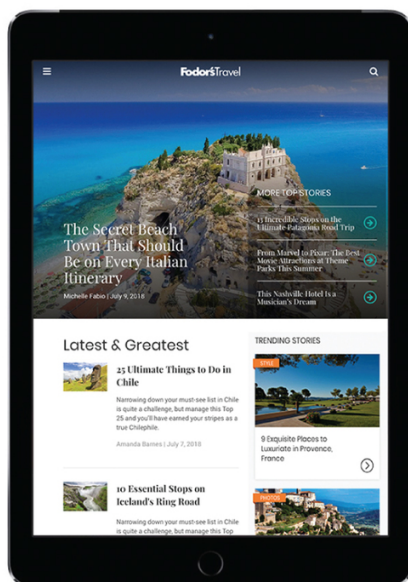 Fodor'sTravel
The Secret Beach
Town That Should
Be on Every Italian
Itinerary
Michelle Fabio | July 9, 2018
MORE TOP STORIES
15 Incredible Stops on the
Ultimate Patagonia Road Trip
From Marvel to Pixar: The Best
Movie Attractions at Theme
Parks This Summer
This Nashville Hotel Is a
Musician's Dream
Latest & Greatest
25 Ultimate Things to Do in
Chile
Narrowing down your must-see list in Chile
is quite a challenge, but manage this Top
25 and you'll have earned your stripes as a
true Chilephile.
Amanda Barnes | July 7, 2018
10 Essential Stops on
Iceland's Ring Road
Narrowing down your must-see list in Chile
is quite a challenge, but manage this Top
TRENDING STORIES
STYLE
9 Exquisite Places to
Luxuriate in Provence,
France
PHOTOS